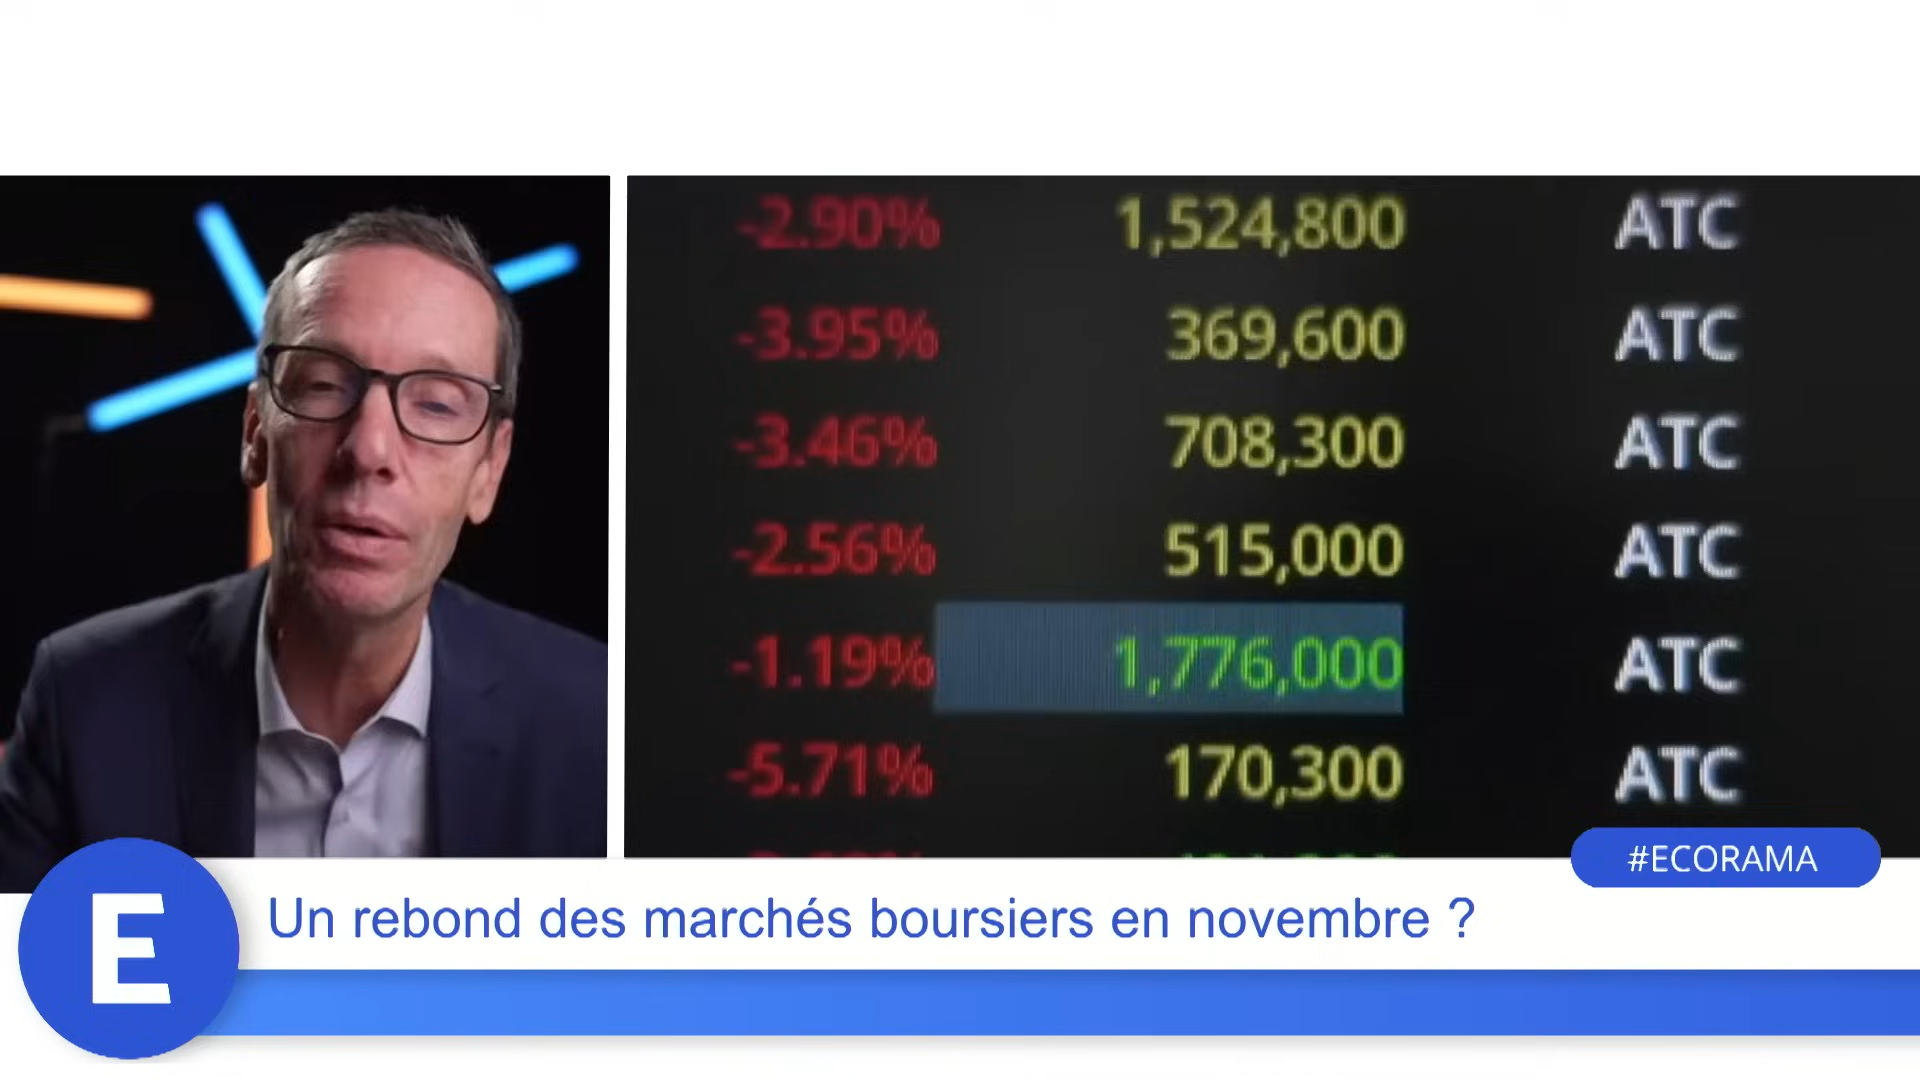 -2.90% 1,524,800 ATC
-3.95% 369,600 ATC
-3.46% 708,300 ATC
-2.56% 515,000 ATC
-1.19% 1,776,000 ATC
-5.71% 170,300 ATC
#ECORAMA
E
Un rebond des marchés boursiers en novembre ?